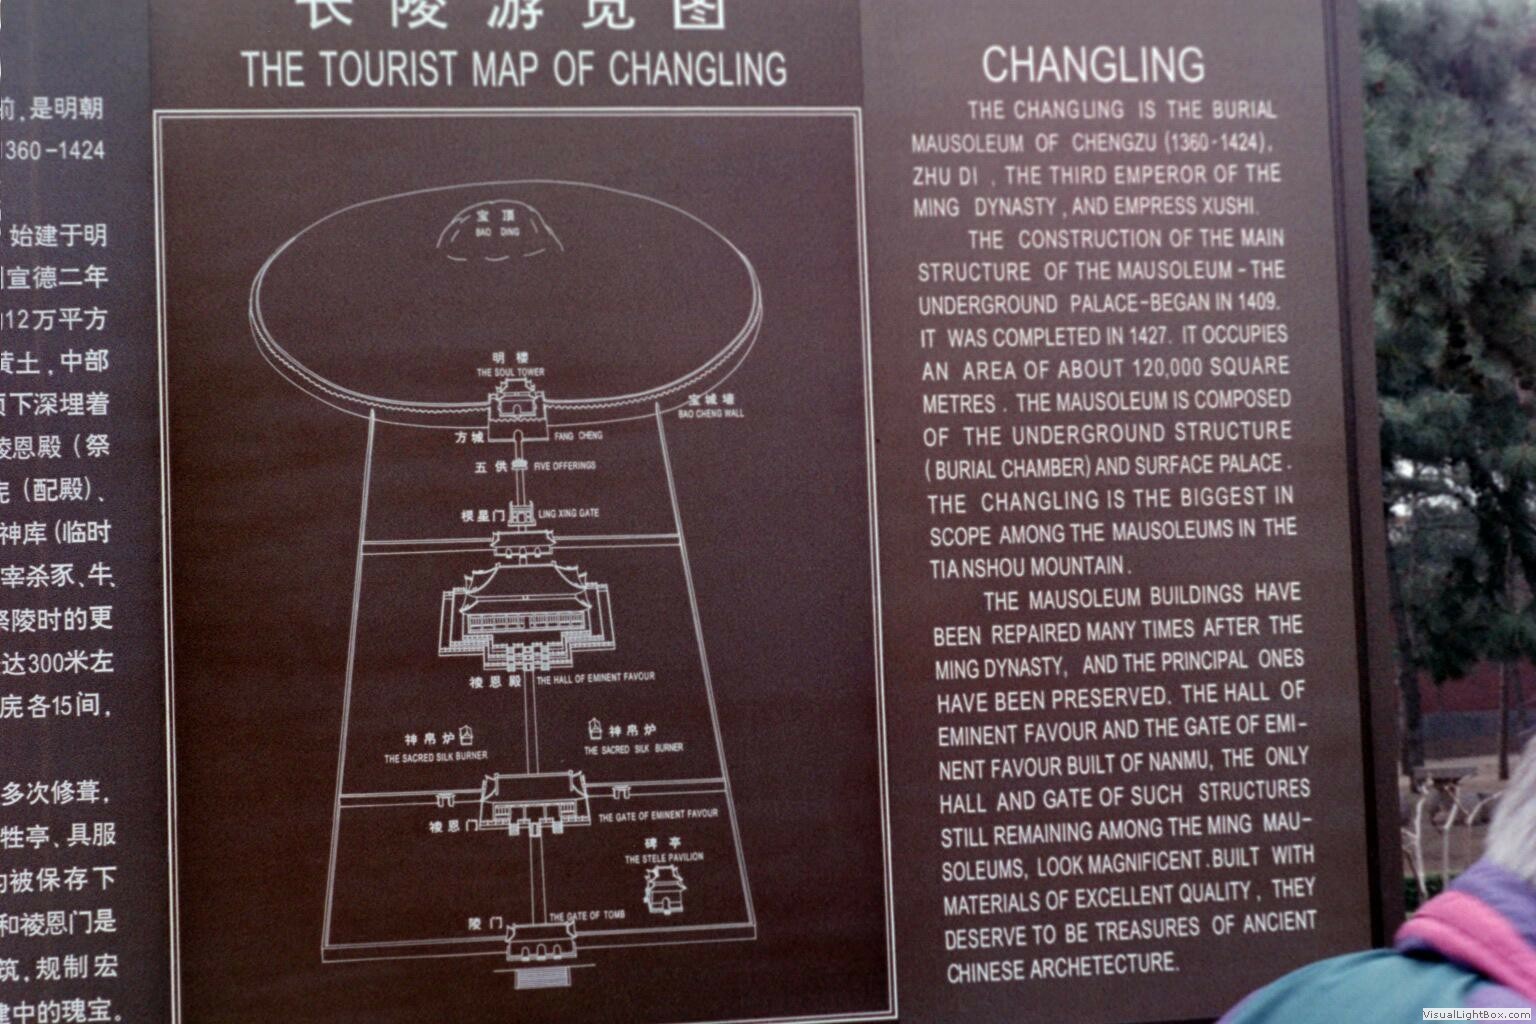 长陵游览图
THE TOURIST MAP OF CHANGLING
前,是明朝
1360-1424
始建于明
宣德二年
12万平方
黄土,中部
顶下深埋着
祾恩殿(祭
(配殿)、
神库(临时
宰杀豕、牛、
祭陵时的更
达300米左
庑各15间,
多次修葺,
牲亭、具服
被保存下
和祾恩门是
筑,规制宏
建中的瑰宝。
宝顶
BAO DING
明楼
THE SOUL TOWER
宝城墙
BAO CHENG WALL
方城 FANG CHENG
五供 FIVE OFFERINGS
棂星门 LING XING GATE
祾恩殿 THE HALL OF EMINENT FAVOUR
神帛炉
THE SACRED SILK BURNER
神帛炉
THE SACRED SILK BURNER
祾恩门 THE GATE OF EMINENT FAVOUR
碑亭
THE STELE PAVILION
陵门 THE GATE OF TOMB
CHANGLING
THE CHANGLING IS THE BURIAL
MAUSOLEUM OF CHENGZU (1360-1424),
ZHU DI , THE THIRD EMPEROR OF THE
MING DYNASTY , AND EMPRESS XUSHI.
THE CONSTRUCTION OF THE MAIN
STRUCTURE OF THE MAUSOLEUM - THE
UNDERGROUND PALACE-BEGAN IN 1409.
IT WAS COMPLETED IN 1427. IT OCCUPIES
AN AREA OF ABOUT 120,000 SQUARE
METRES . THE MAUSOLEUM IS COMPOSED
OF THE UNDERGROUND STRUCTURE
( BURIAL CHAMBER) AND SURFACE PALACE .
THE CHANGLING IS THE BIGGEST IN
SCOPE AMONG THE MAUSOLEUMS IN THE
TIANSHOU MOUNTAIN .
THE MAUSOLEUM BUILDINGS HAVE
BEEN REPAIRED MANY TIMES AFTER THE
MING DYNASTY, AND THE PRINCIPAL ONES
HAVE BEEN PRESERVED. THE HALL OF
EMINENT FAVOUR AND THE GATE OF EMI-
NENT FAVOUR BUILT OF NANMU, THE ONLY
HALL AND GATE OF SUCH STRUCTURES
STILL REMAINING AMONG THE MING MAU-
SOLEUMS, LOOK MAGNIFICENT .BUILT WITH
MATERIALS OF EXCELLENT QUALITY , THEY
DESERVE TO BE TREASURES OF ANCIENT
CHINESE ARCHETECTURE.
VisualLightBox.com